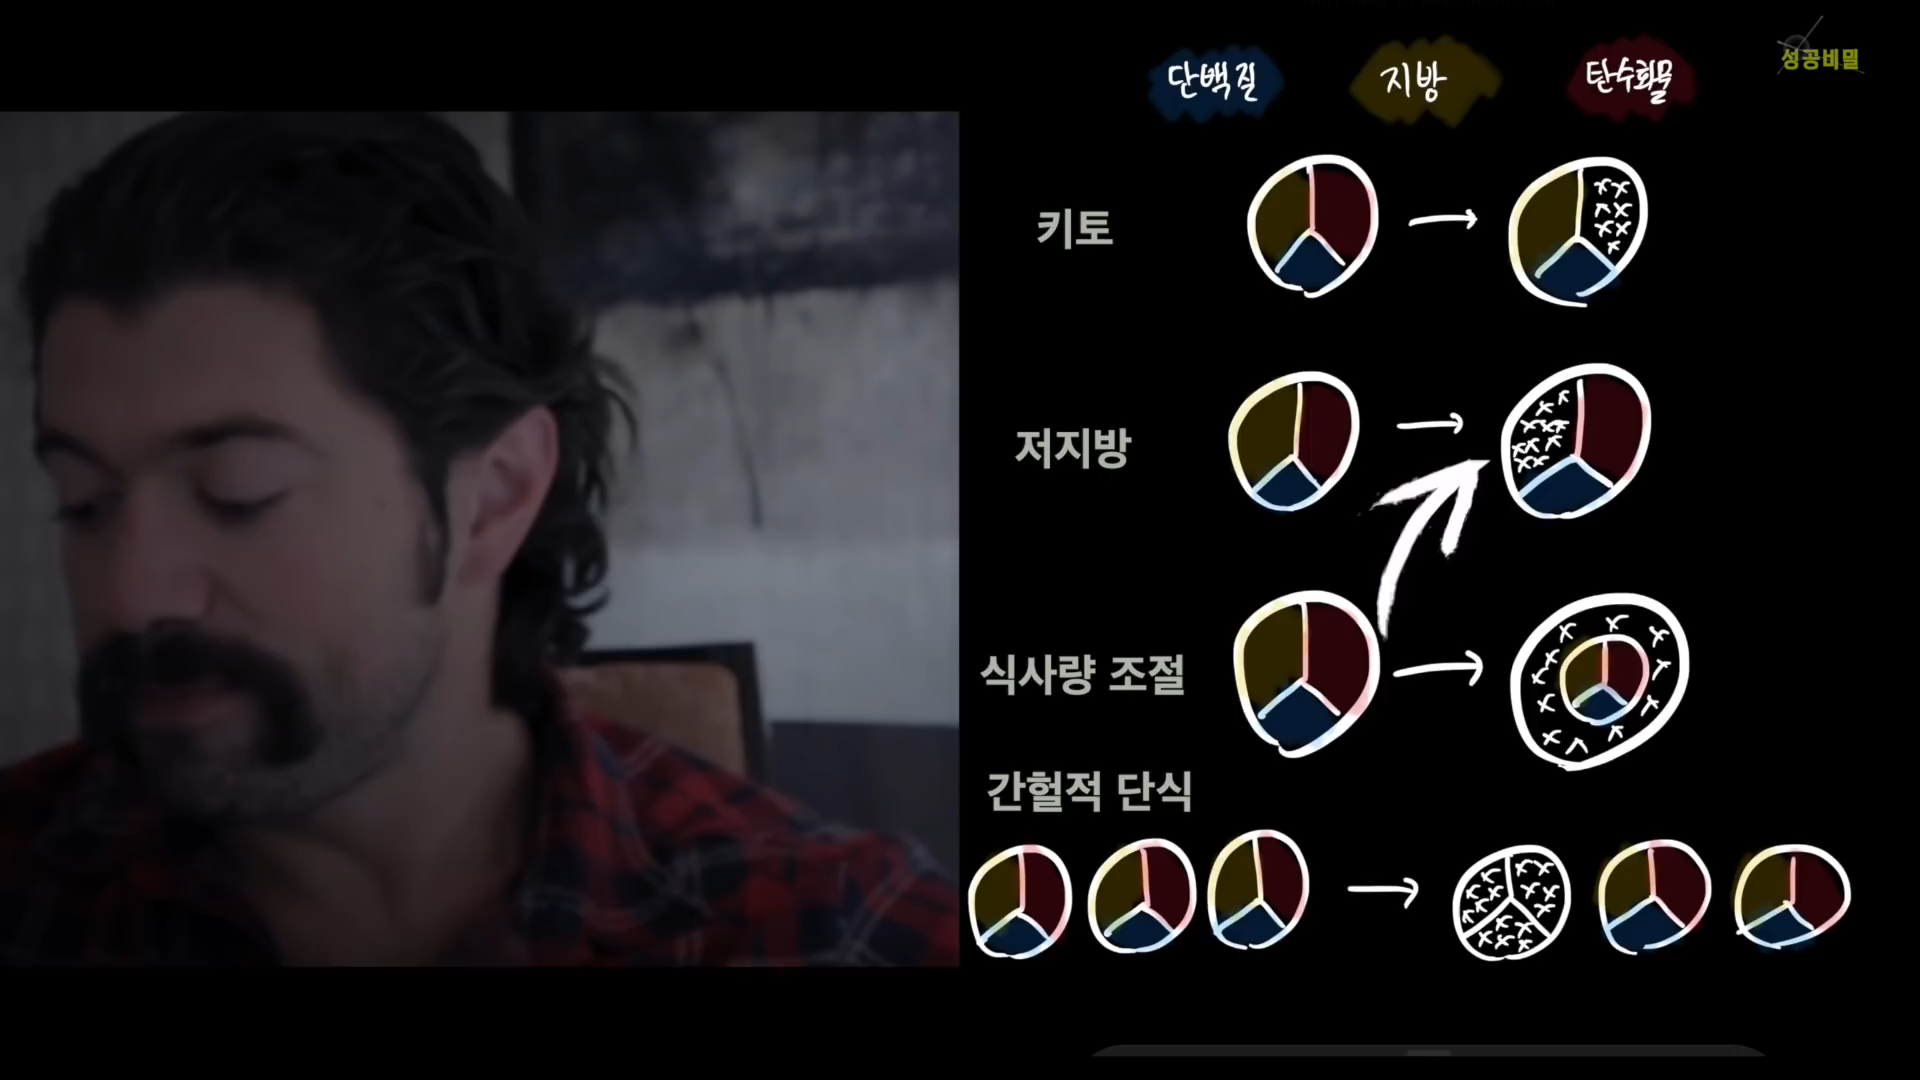 단백질 지방 탄수화물
성공비밀
키토
저지방
식사량 조절
간헐적 단식